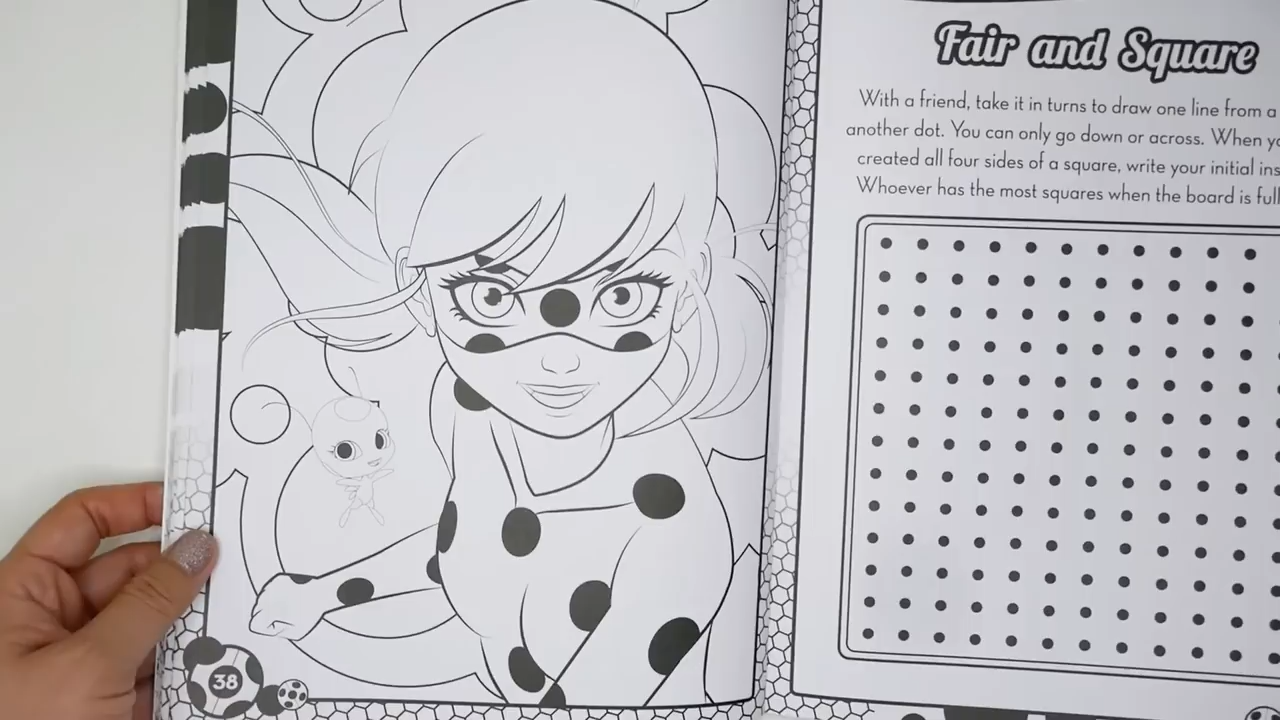 Fair and Square
With a friend, take it in turns to draw one line from a
another dot. You can only go down or across. When
created all four sides of a square, write your initial
Whoever has the most squares when the board is full
38